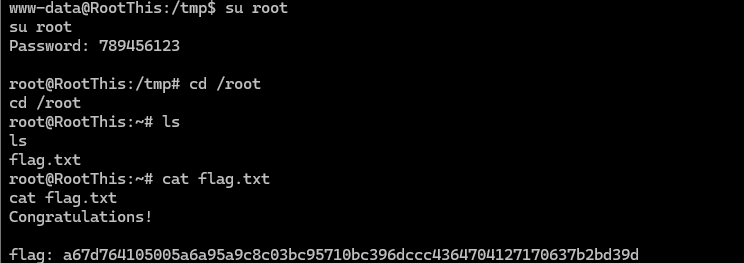 www-data@RootThis:/tmp$ su root
su root
Password: 789456123

root@RootThis:/tmp# cd /root
cd /root
root@RootThis:~# ls
ls
flag.txt
root@RootThis:~# cat flag.txt
cat flag.txt
Congratulations!

flag: a67d764105005a6a95a9c8c03bc95710bc396dccc4364704127170637b2bd39d